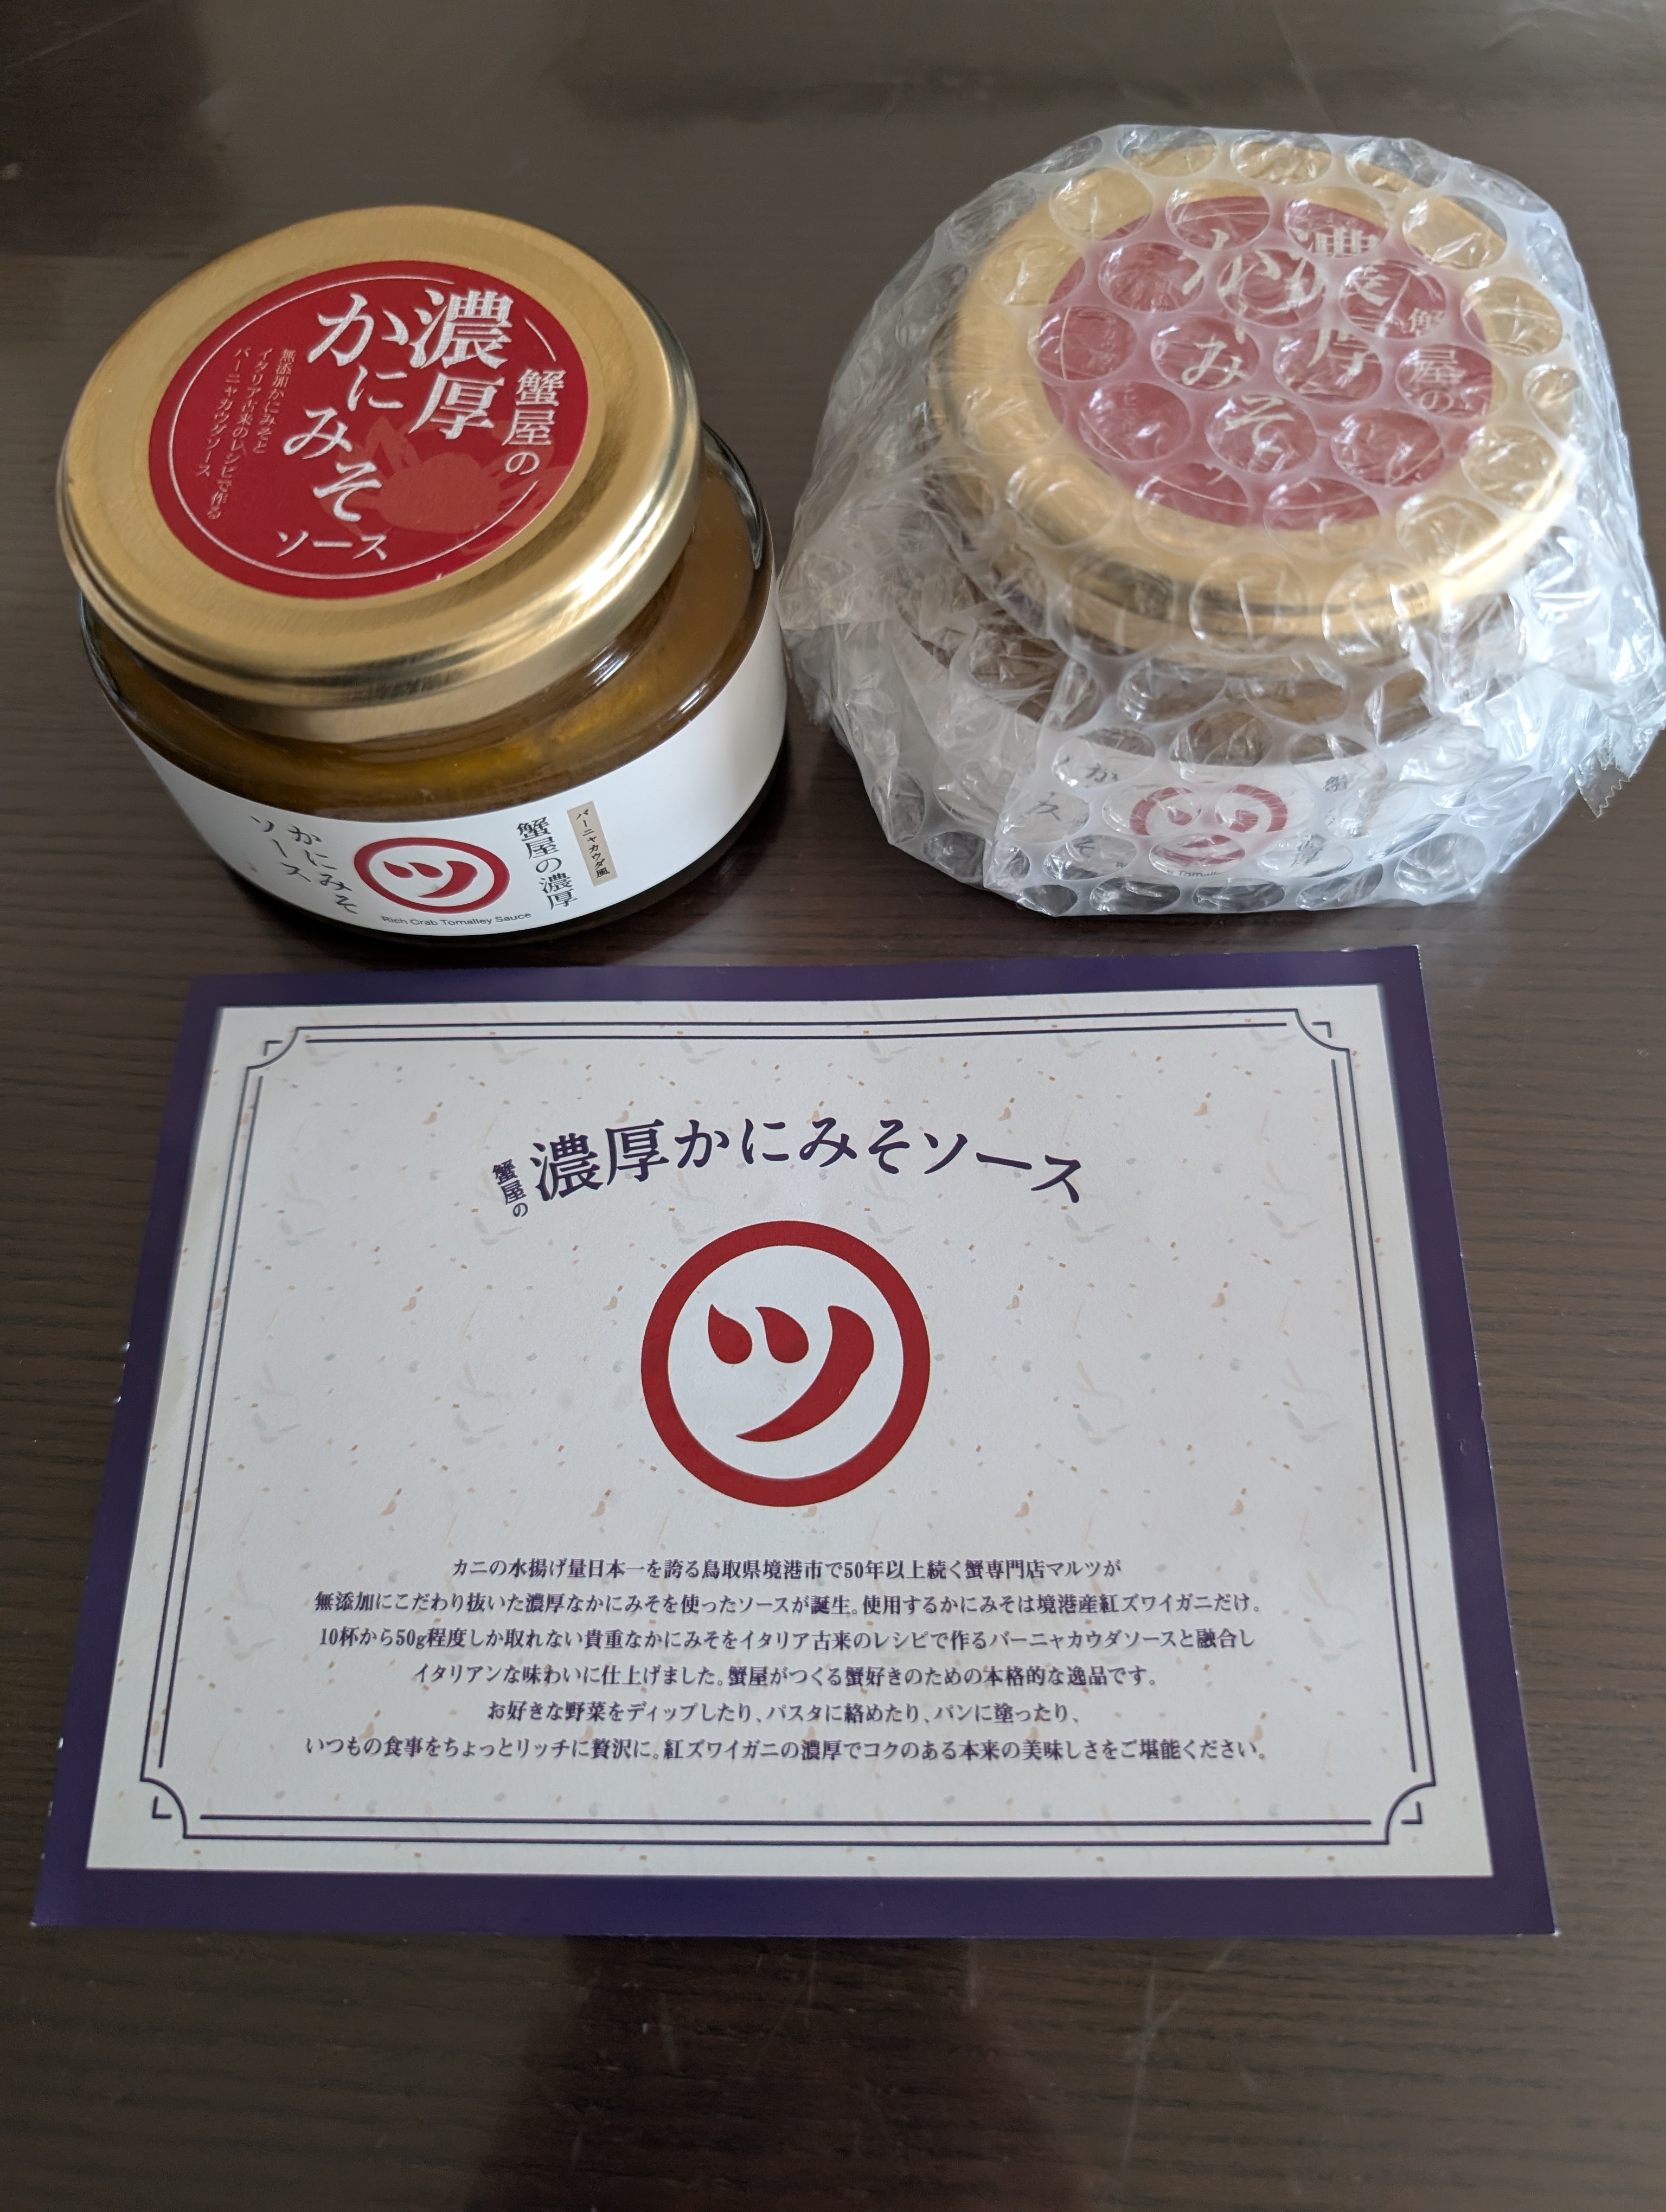 蟹屋の
濃厚
かに
みそ
ソース
無添加かにみそと
イタリア古来のレシピで作る
バーニャカウダソース
バーニャカウダ風
蟹屋の濃厚
ツ
かにみそ
ソース
Rich Crab Tomalley Sauce
蟹屋の
濃厚
かに
みそ
蟹屋の
濃厚かにみそソース
ツ
カニの水揚げ量日本一を誇る鳥取県境港市で50年以上続く蟹専門店マルツが
無添加にこだわり抜いた濃厚なかにみそを使ったソースが誕生。使用するかにみそは境港産紅ズワイガニだけ。
10杯から50g程度しか取れない貴重なかにみそをイタリア古来のレシピで作るバーニャカウダソースと融合し
イタリアンな味わいに仕上げました。蟹屋がつくる蟹好きのための本格的な逸品です。
お好きな野菜をディップしたり、パスタに絡めたり、パンに塗ったり、
いつもの食事をちょっとリッチに贅沢に。紅ズワイガニの濃厚でコクのある本来の美味しさをご堪能ください。